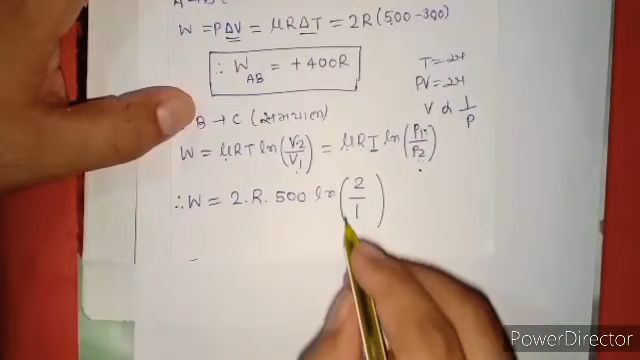 W = PΔV = μRΔT = 2R(500-300)
∴ W_AB = +400R
T = અચળ
PV = અચળ
V ∝ 1/P
B → C (સમતાપી)
W = μRT ln(V2/V1) = μRT ln(P1/P2)
∴ W = 2.R.500 ln(2/1)
PowerDirector